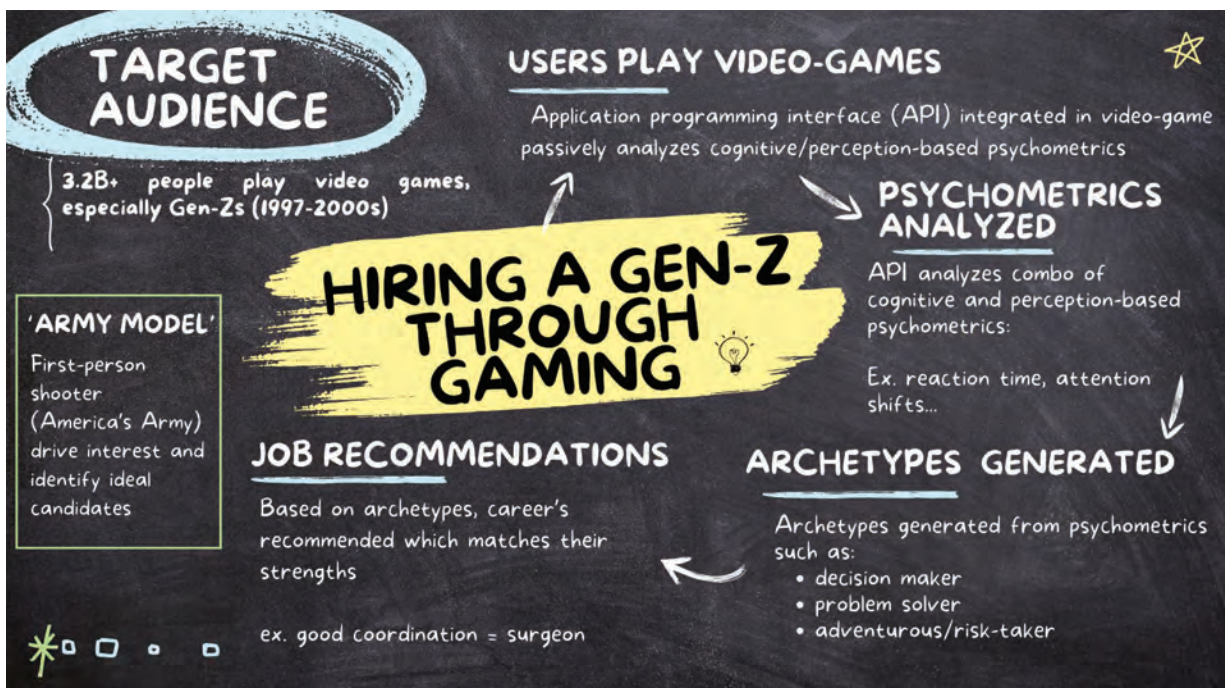 TARGET
AUDIENCE
3.2B+ people play video games,
especially Gen-Zs (1997-2000s)
'ARMY MODEL'
First-person
shooter
(America's Army)
drive interest and
identify ideal
candidates
HIRING A GEN-Z
THROUGH
GAMING
USERS PLAY VIDEO-GAMES
Application programming interface (API) integrated in video-game
passively analyzes cognitive/perception-based psychometrics
PSYCHOMETRICS
ANALYZED
API analyzes combo of
cognitive and perception-based
psychometrics:
Ex. reaction time, attention
shifts...
ARCHETYPES GENERATED
Archetypes generated from psychometrics
such as:
• decision maker
• problem solver
• adventurous/risk-taker
JOB RECOMMENDATIONS
Based on archetypes, career's
recommended which matches their
strengths
ex. good coordination = surgeon